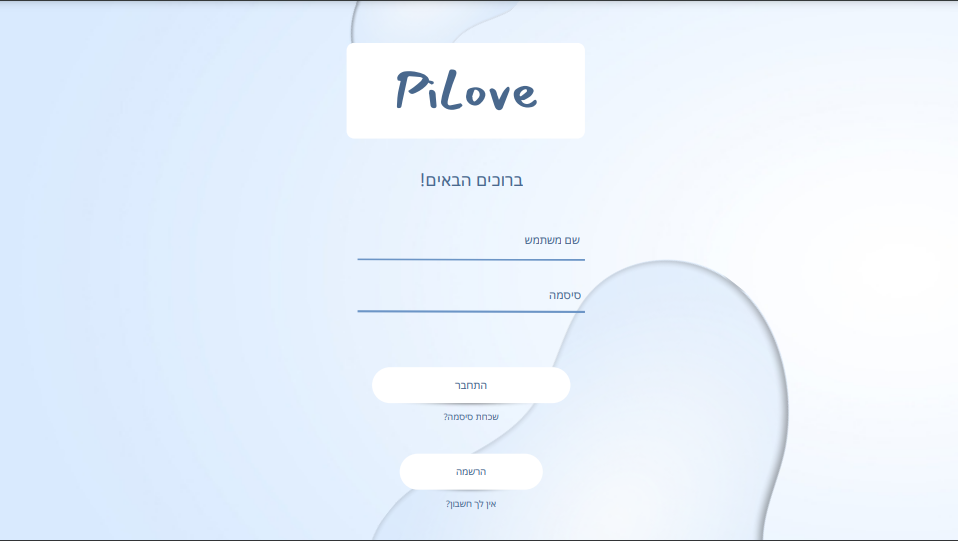 PiLove
ברוכים הבאים!
שם משתמש
סיסמה
התחבר
שכחת סיסמה?
הרשמה
אין לך חשבון?